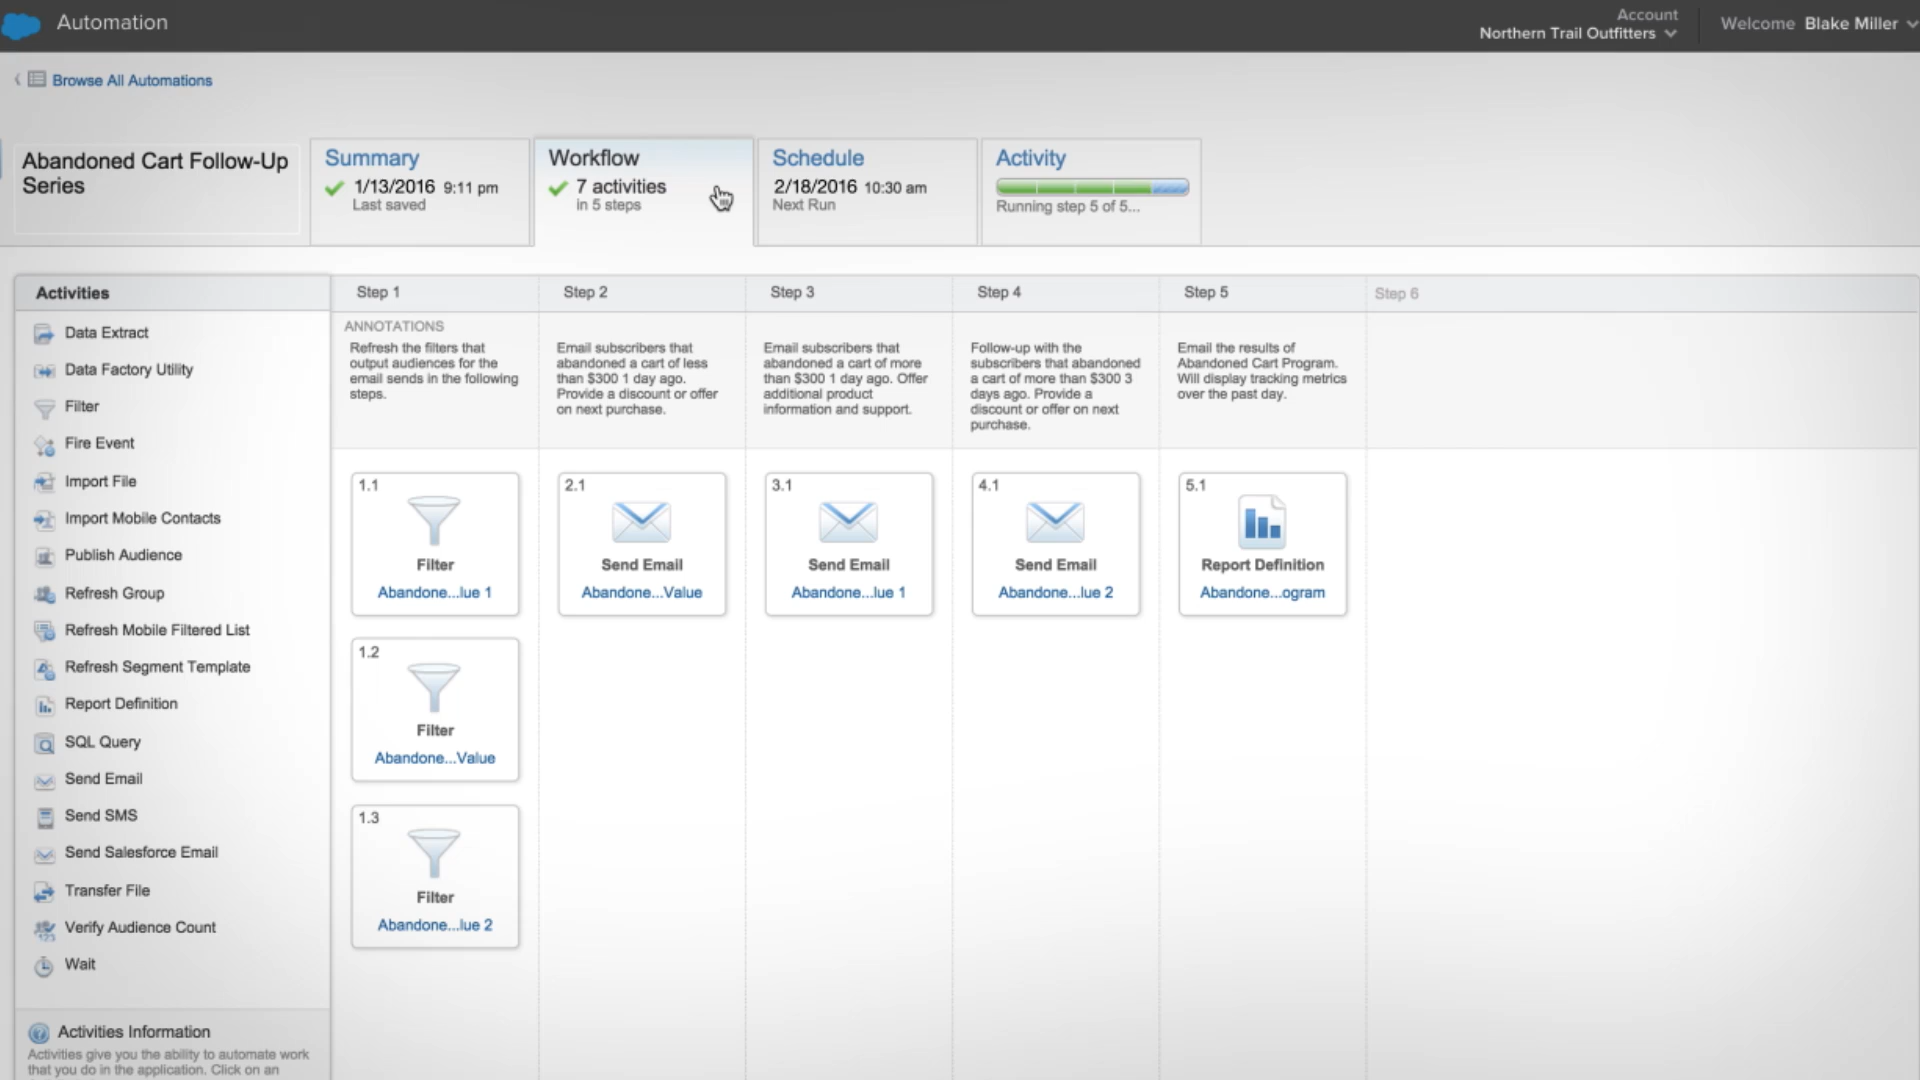 Automation
Account
Northern Trail Outfitters
Welcome Blake Miller
Browse All Automations
Abandoned Cart Follow-Up
Series
Summary
1/13/2016 9:11 pm
Last saved
Workflow
7 activities
in 5 steps
Schedule
2/18/2016 10:30 am
Next Run
Activity
Running step 5 of 5...
Activities
Data Extract
Data Factory Utility
Filter
Fire Event
Import File
Import Mobile Contacts
Publish Audience
Refresh Group
Refresh Mobile Filtered List
Refresh Segment Template
Report Definition
SQL Query
Send Email
Send SMS
Send Salesforce Email
Transfer File
Verify Audience Count
Wait
Activities Information
Activities give you the ability to automate work
that you do in the application. Click on an
Step 1
ANNOTATIONS
Refresh the filters that
output audiences for the
email sends in the following
steps.
1.1
Filter
Abandone...lue 1
1.2
Filter
Abandone...Value
1.3
Filter
Abandone...lue 2
Step 2
Email subscribers that
abandoned a cart of less
than $300 1 day ago.
Provide a discount or offer
on next purchase.
2.1
Send Email
Abandone...Value
Step 3
Email subscribers that
abandoned a cart of more
than $300 1 day ago. Offer
additional product
information and support.
3.1
Send Email
Abandone...lue 1
Step 4
Follow-up with the
subscribers that abandoned
a cart of more than $300 3
days ago. Provide a
discount or offer on next
purchase.
4.1
Send Email
Abandone...lue 2
Step 5
Email the results of
Abandoned Cart Program.
Will display tracking metrics
over the past day.
5.1
Report Definition
Abandone...ogram
Step 6